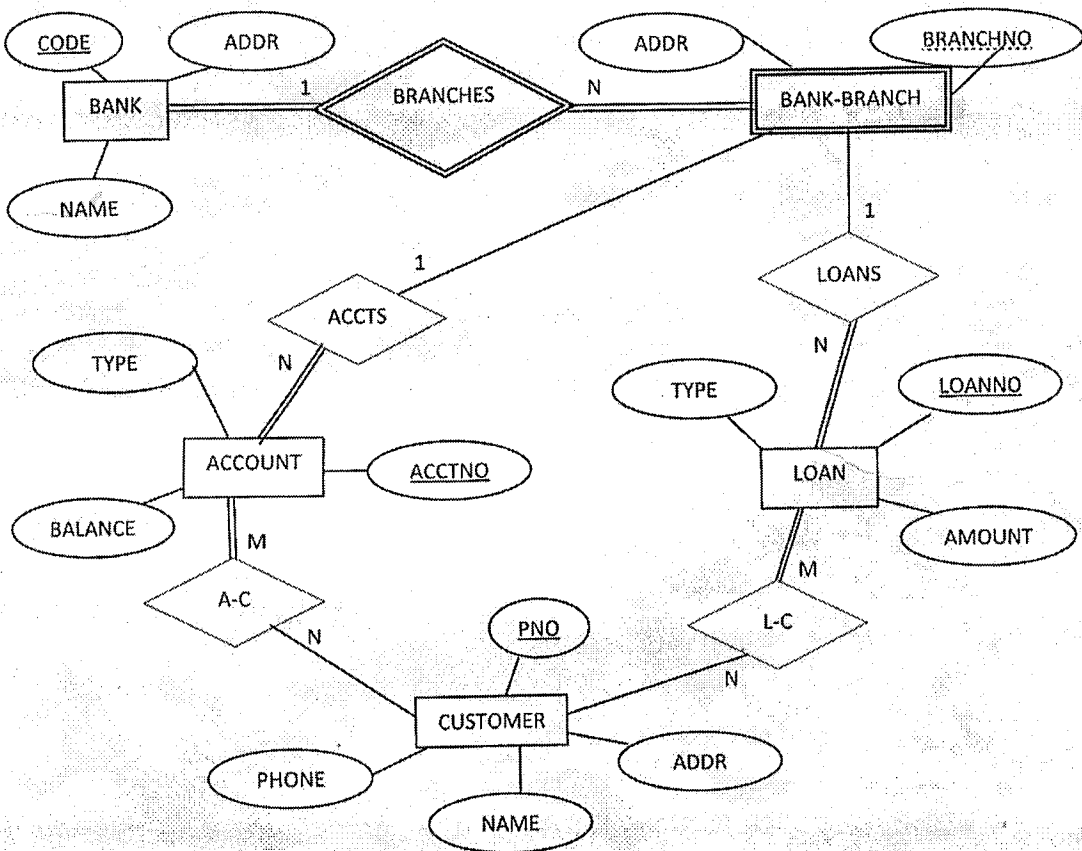 CODE
ADDR
ADDR
BRANCHNO
BANK
1
BRANCHES
N
BANK-BRANCH
NAME
1
1
LOANS
ACCTS
N
N
TYPE
TYPE
LOANNO
ACCOUNT
ACCTNO
LOAN
BALANCE
AMOUNT
M
M
A-C
L-C
N
PNO
N
CUSTOMER
PHONE
ADDR
NAME